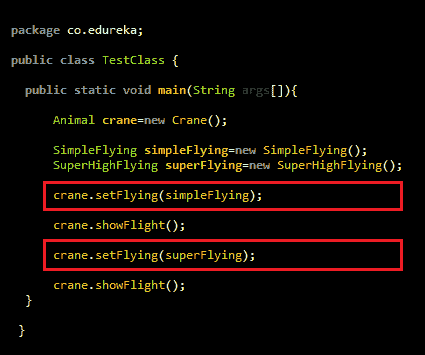 package co.edureka;
public class TestClass {
public static void main(String args[]){
Animal crane=new Crane();
SimpleFlying simpleFlying=new SimpleFlying();
SuperHighFlying superFlying=new SuperHighFlying();
crane.setFlying(simpleFlying);
crane.showFlight();
crane.setFlying(superFlying);
crane.showFlight();
}
}